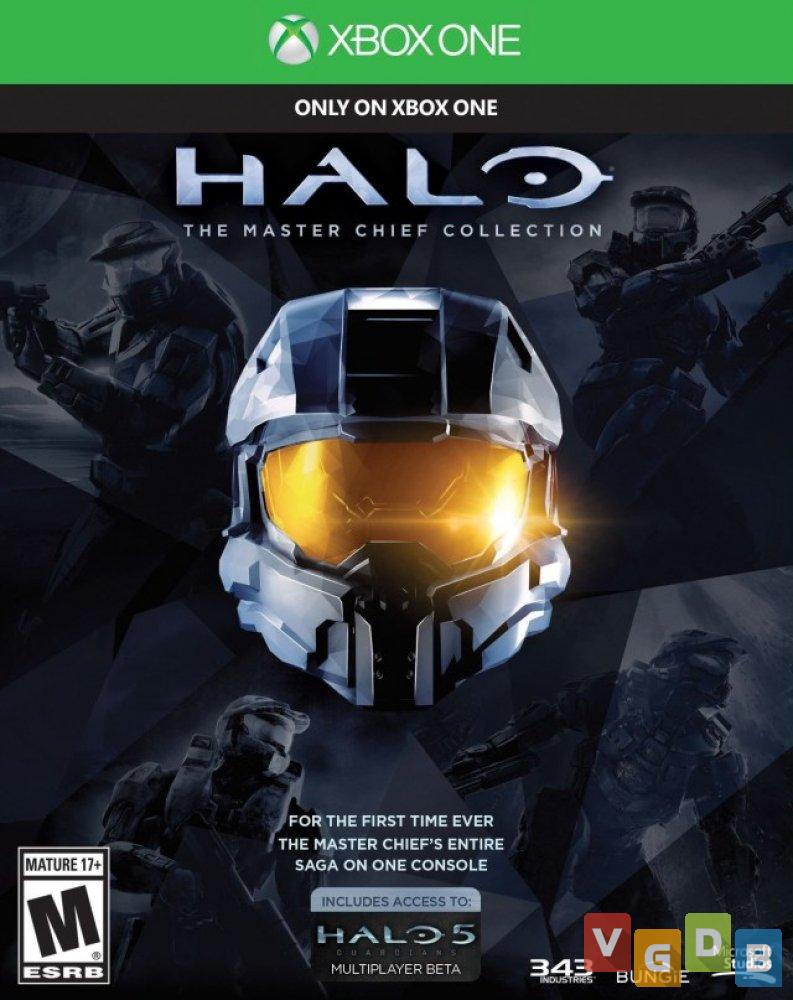 XBOX ONE
ONLY ON XBOX ONE
HALO
THE MASTER CHIEF COLLECTION
FOR THE FIRST TIME EVER
THE MASTER CHIEF'S ENTIRE
SAGA ON ONE CONSOLE
INCLUDES ACCESS TO:
HALO 5
GUARDIANS
MULTIPLAYER BETA
MATURE 17+
M
®
ESRB
343
INDUSTRIES
BUNGIE
Microsoft
Studios
VGDB